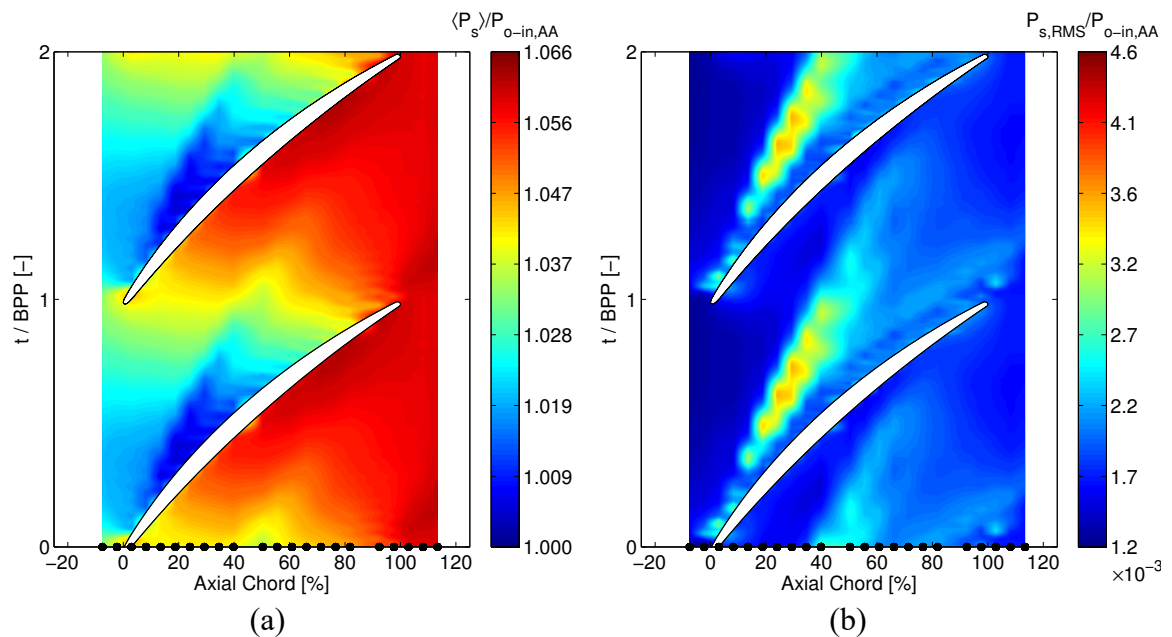 ⟨P_s⟩/P_o−in,AA
2
1
0
t / BPP [−]
−20 0 20 40 60 80 100 120
Axial Chord [%]
1.066
1.056
1.047
1.037
1.028
1.019
1.009
1.000
(a)
P_s,RMS/P_o−in,AA
2
1
0
t / BPP [−]
−20 0 20 40 60 80 100 120
Axial Chord [%]
4.6
4.1
3.6
3.2
2.7
2.2
1.7
1.2
×10⁻³
(b)